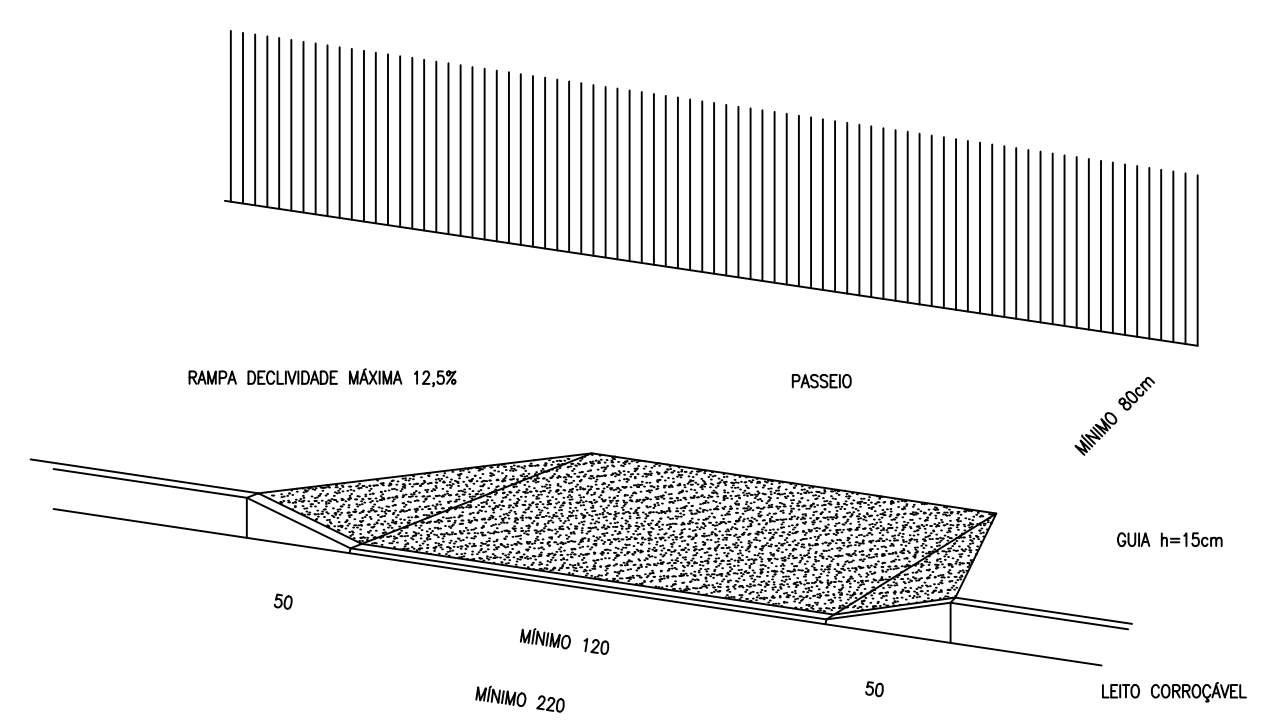 RAMPA DECLIVIDADE MÁXIMA 12,5%
PASSEIO
MÍNIMO 80cm
GUIA h=15cm
50
MÍNIMO 120
50
MÍNIMO 220
LEITO CORROÇÁVEL